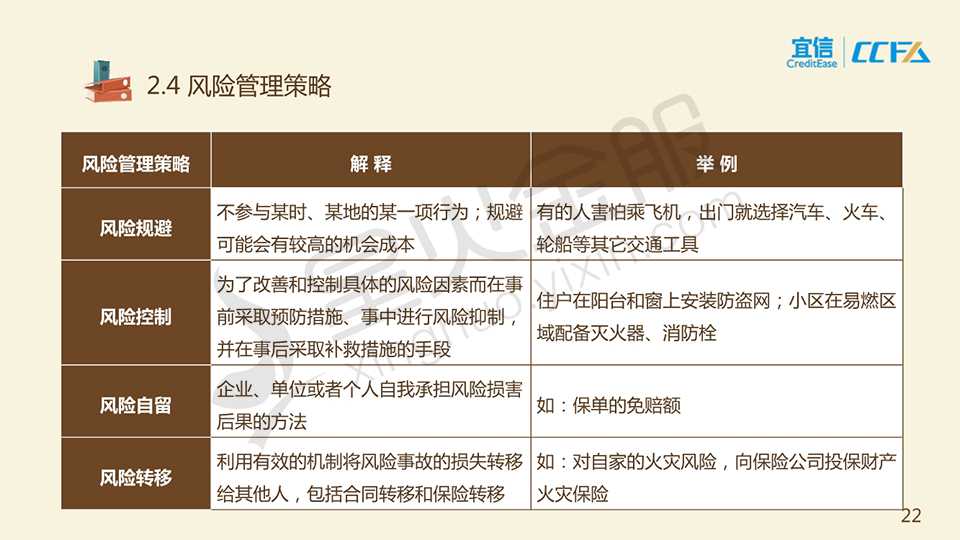 宜信
CreditEase
CCFA
2.4 风险管理策略
风险管理策略
解 释
举 例
风险规避
不参与某时、某地的某一项行为；规避
可能会有较高的机会成本
有的人害怕乘飞机，出门就选择汽车、火车、
轮船等其它交通工具
风险控制
为了改善和控制具体的风险因素而在事
前采取预防措施、事中进行风险抑制，
并在事后采取补救措施的手段
住户在阳台和窗上安装防盗网；小区在易燃区
域配备灭火器、消防栓
风险自留
企业、单位或者个人自我承担风险损害
后果的方法
如：保单的免赔额
风险转移
利用有效的机制将风险事故的损失转移
给其他人，包括合同转移和保险转移
如：对自家的火灾风险，向保险公司投保财产
火灾保险
星火金服
xinghuo.yixin.com
22